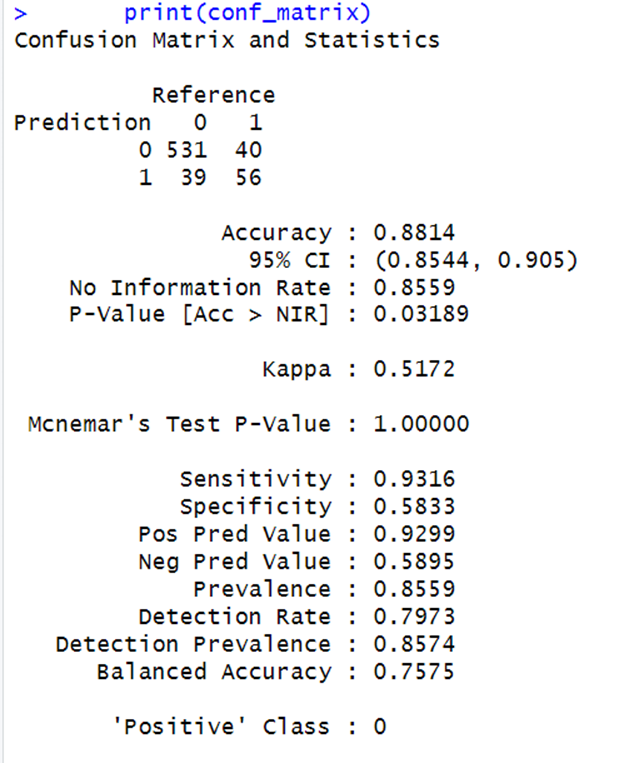 > print(conf_matrix)
Confusion Matrix and Statistics
Reference
Prediction 0 1
0 531 40
1 39 56
Accuracy : 0.8814
95% CI : (0.8544, 0.905)
No Information Rate : 0.8559
P-Value [Acc > NIR] : 0.03189
Kappa : 0.5172
Mcnemar's Test P-Value : 1.00000
Sensitivity : 0.9316
Specificity : 0.5833
Pos Pred Value : 0.9299
Neg Pred Value : 0.5895
Prevalence : 0.8559
Detection Rate : 0.7973
Detection Prevalence : 0.8574
Balanced Accuracy : 0.7575
'Positive' Class : 0